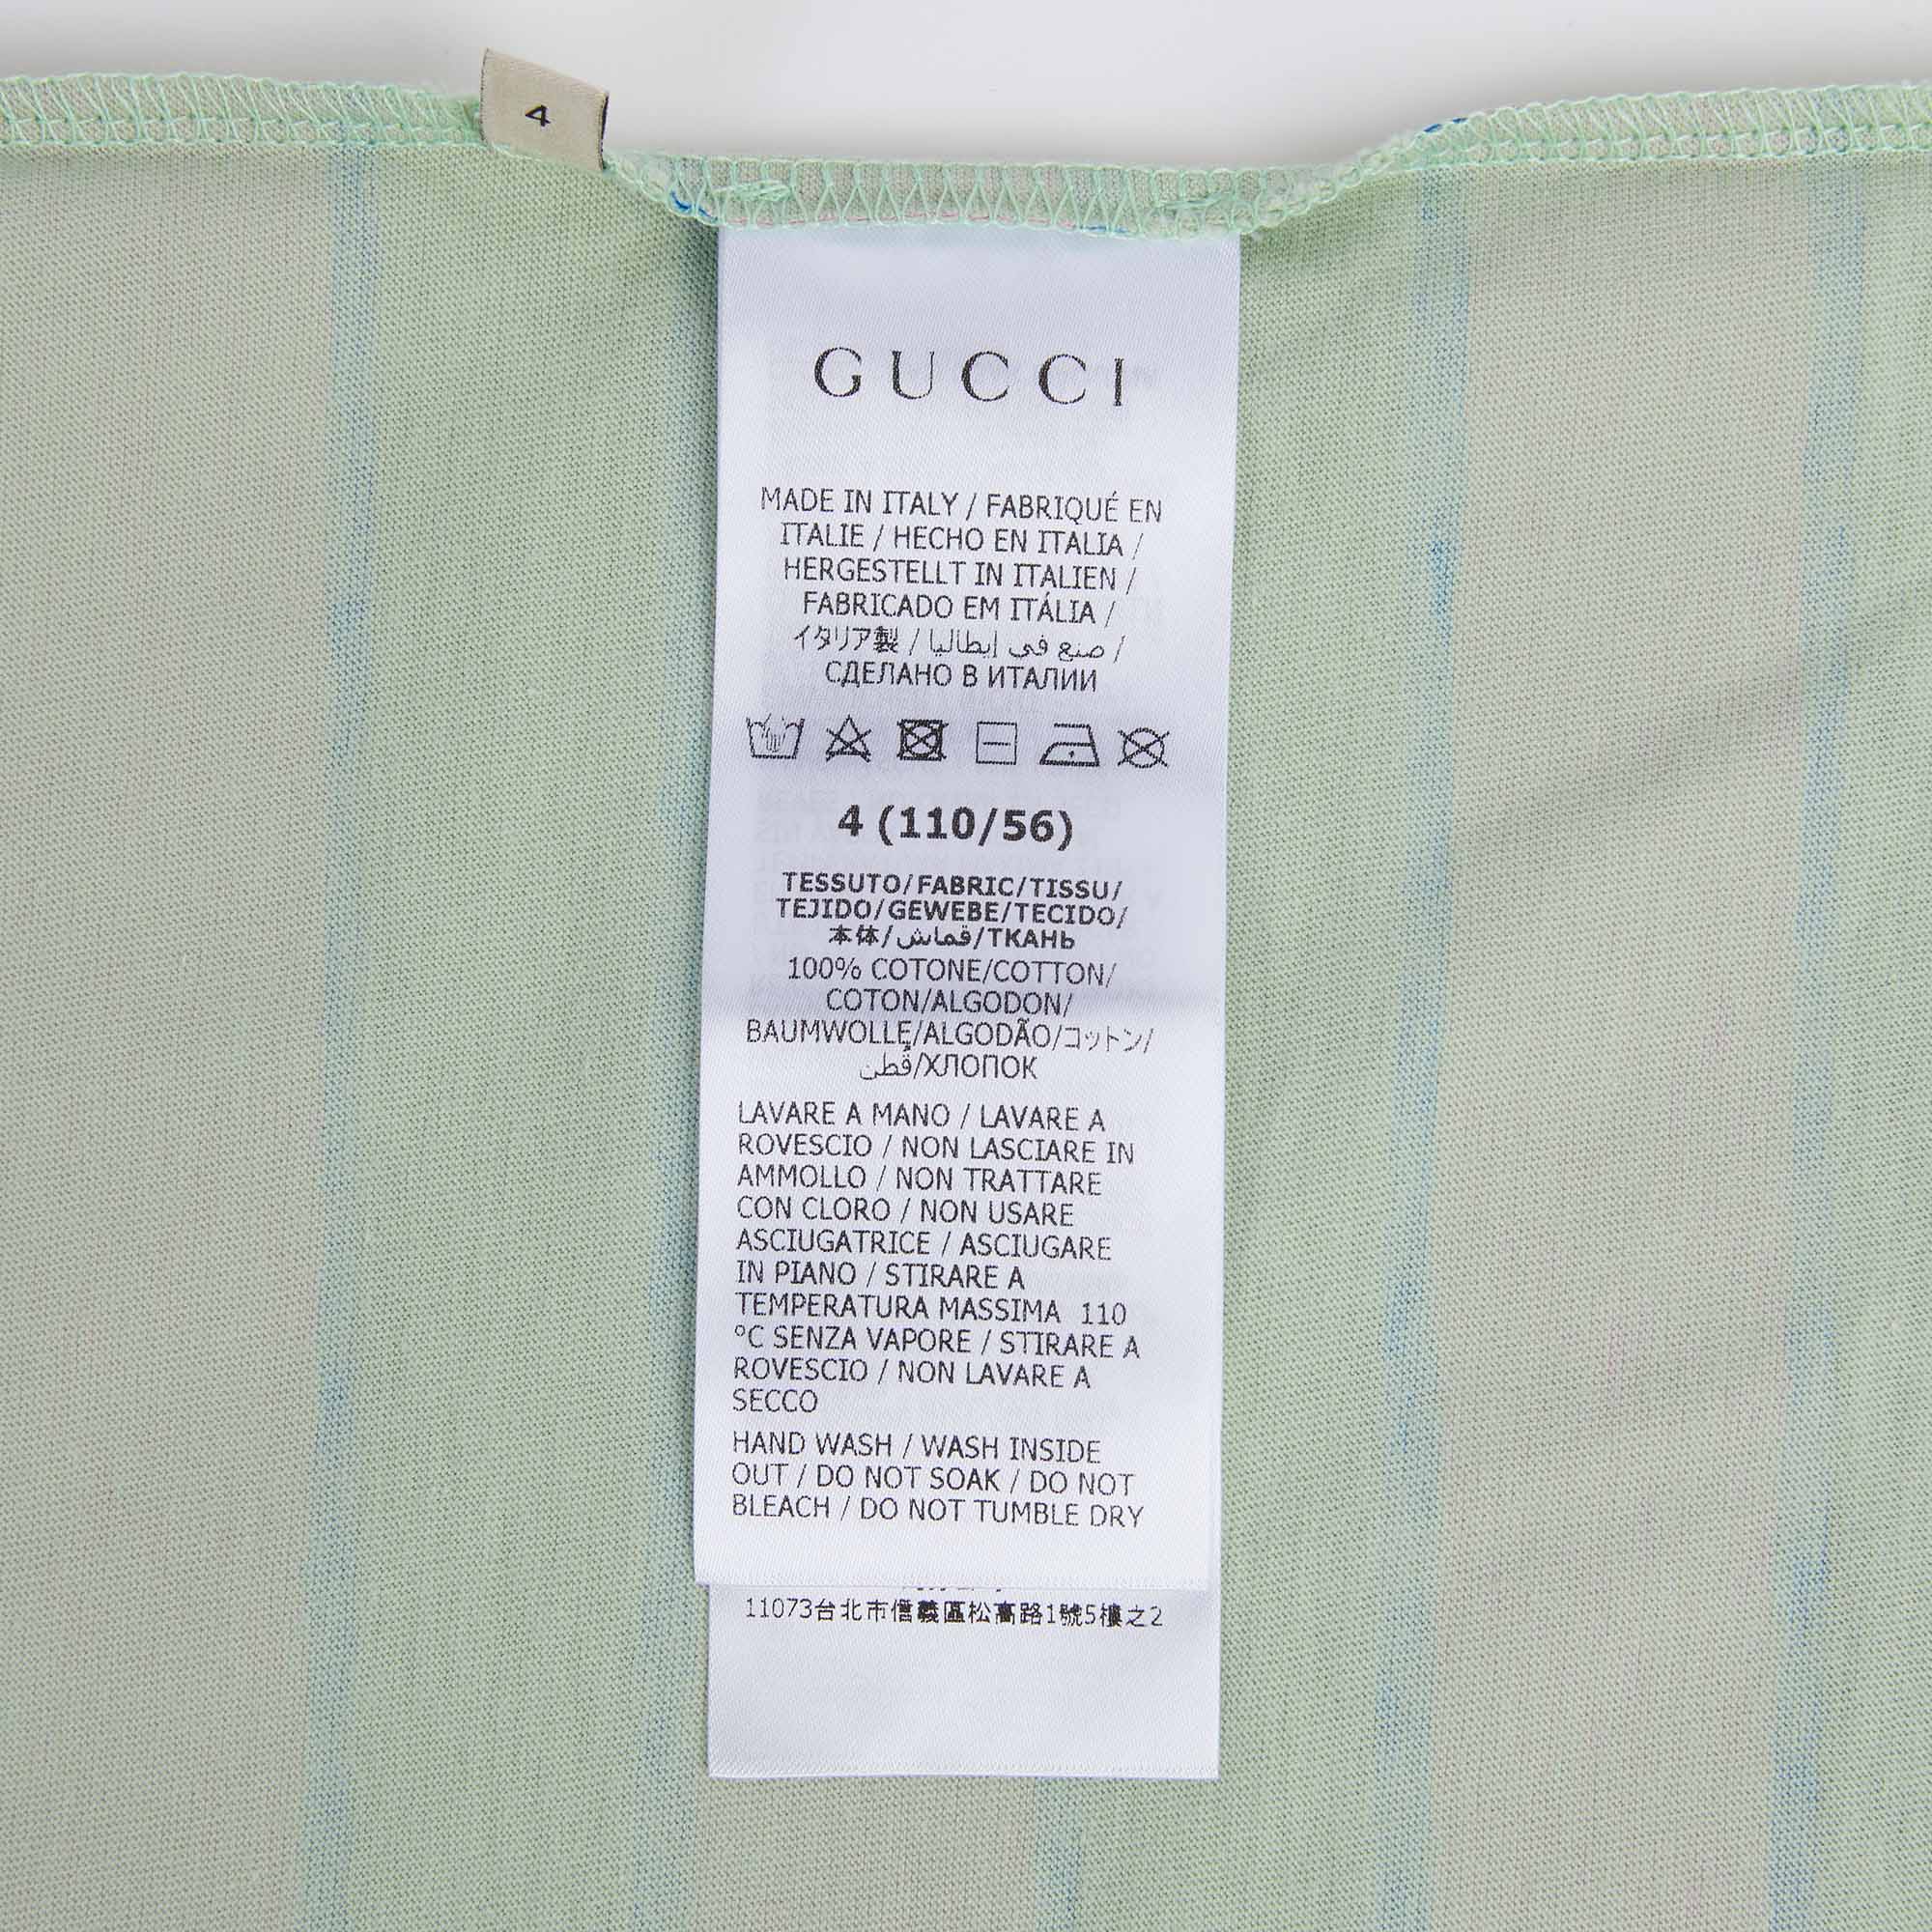 4
GUCCI
MADE IN ITALY / FABRIQUÉ EN
ITALIE / HECHO EN ITALIA /
HERGESTELLT IN ITALIEN /
FABRICADO EM ITÁLIA /
イタリア製 / صنع في إيطاليا /
СДЕЛАНО В ИТАЛИИ
4 (110/56)
TESSUTO/FABRIC/TISSU/
TEJIDO/GEWEBE/TECIDO/
本体/قماش/ТКАНЬ
100% COTONE/COTTON/
COTON/ALGODON/
BAUMWOLLE/ALGODÃO/コットン/
قُطن/ХЛОПОК
LAVARE A MANO / LAVARE A
ROVESCIO / NON LASCIARE IN
AMMOLLO / NON TRATTARE
CON CLORO / NON USARE
ASCIUGATRICE / ASCIUGARE
IN PIANO / STIRARE A
TEMPERATURA MASSIMA 110
°C SENZA VAPORE / STIRARE A
ROVESCIO / NON LAVARE A
SECCO
HAND WASH / WASH INSIDE
OUT / DO NOT SOAK / DO NOT
BLEACH / DO NOT TUMBLE DRY
11073台北市信義區松高路1號5樓之2